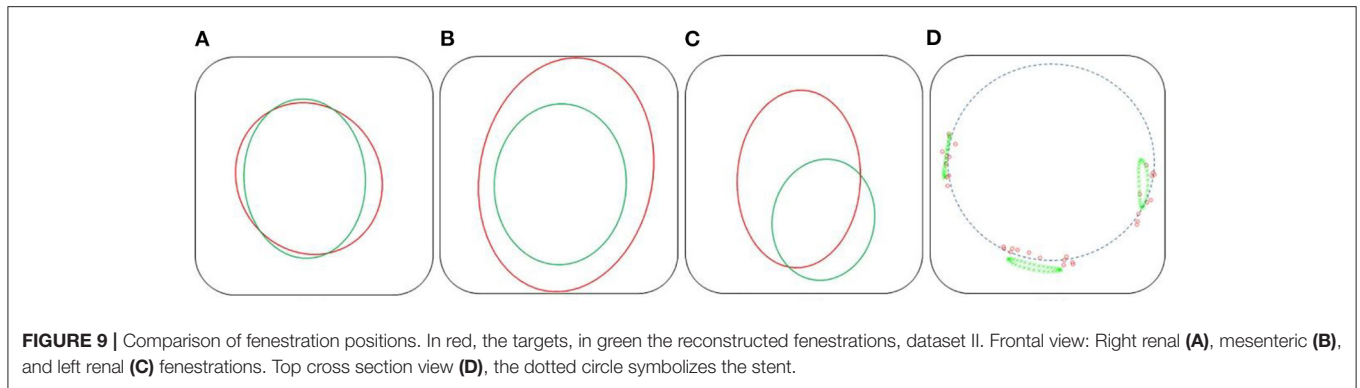 A B C D
FIGURE 9 | Comparison of fenestration positions. In red, the targets, in green the reconstructed fenestrations, dataset II. Frontal view: Right renal (A), mesenteric (B),
and left renal (C) fenestrations. Top cross section view (D), the dotted circle symbolizes the stent.